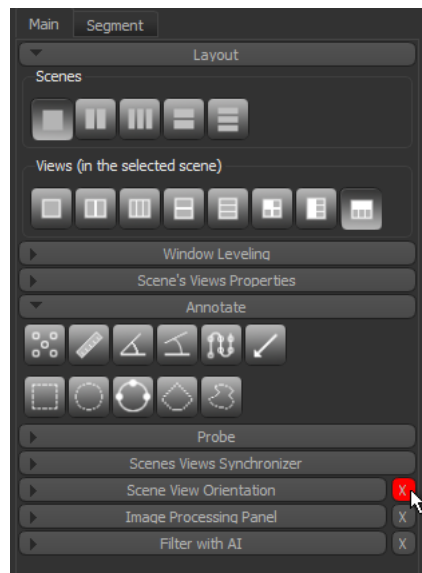 Main Segment
Layout
Scenes
Views (in the selected scene)
Window Leveling
Scene's Views Properties
Annotate
Probe
Scenes Views Synchronizer
Scene View Orientation X
Image Processing Panel X
Filter with AI X